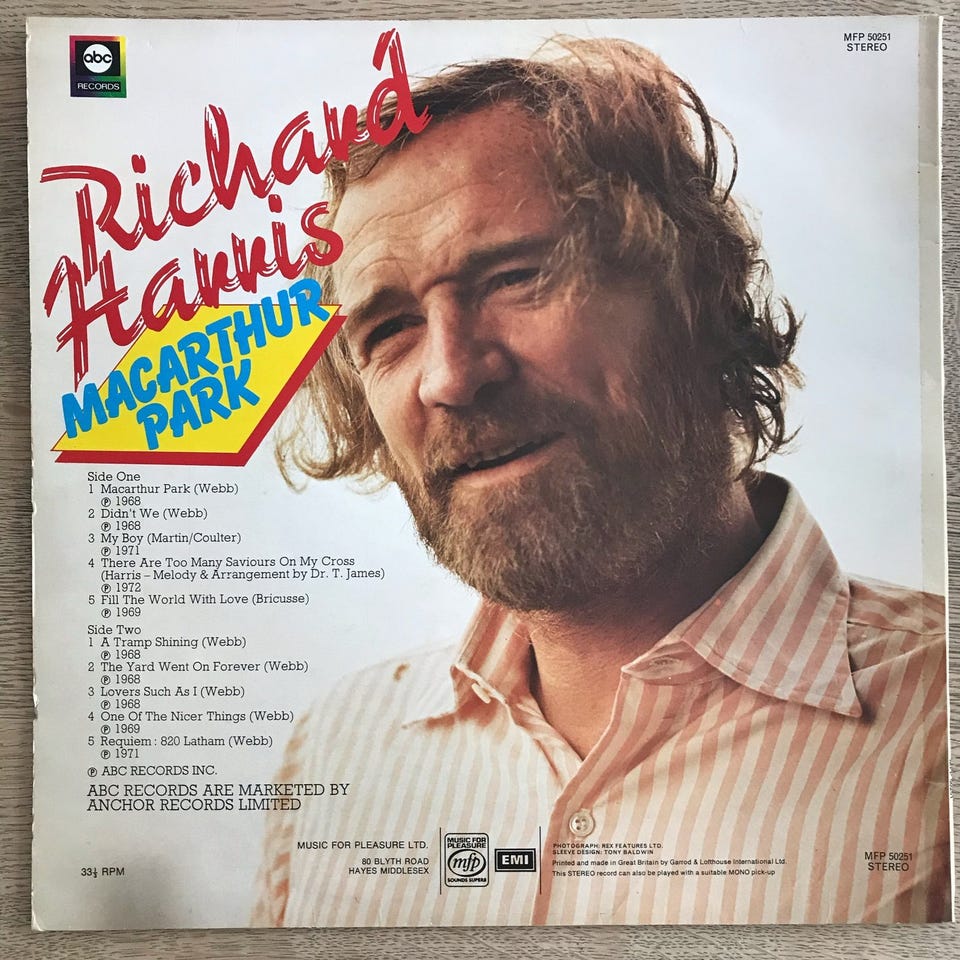 abc
RECORDS
MFP 50251
STEREO
Richard
Harris
MACARTHUR
PARK
Side One
1 Macarthur Park (Webb)
Ⓟ 1968
2 Didn't We (Webb)
Ⓟ 1968
3 My Boy (Martin/Coulter)
Ⓟ 1971
4 There Are Too Many Saviours On My Cross
(Harris – Melody & Arrangement by Dr. T. James)
Ⓟ 1972
5 Fill The World With Love (Bricusse)
Ⓟ 1969
Side Two
1 A Tramp Shining (Webb)
Ⓟ 1968
2 The Yard Went On Forever (Webb)
Ⓟ 1968
3 Lovers Such As I (Webb)
Ⓟ 1968
4 One Of The Nicer Things (Webb)
Ⓟ 1969
5 Requiem : 820 Latham (Webb)
Ⓟ 1971
Ⓟ ABC RECORDS INC.
ABC RECORDS ARE MARKETED BY
ANCHOR RECORDS LIMITED
33⅓ RPM
MUSIC FOR PLEASURE LTD.
80 BLYTH ROAD
HAYES MIDDLESEX
MUSIC FOR
PLEASURE
mfp
SOUNDS SUPERB
EMI
PHOTOGRAPH: REX FEATURES LTD.
SLEEVE DESIGN: TONY BALDWIN
Printed and made in Great Britain by Garrod & Lofthouse International Ltd.
This STEREO record can also be played with a suitable MONO pick-up
MFP 50251
STEREO